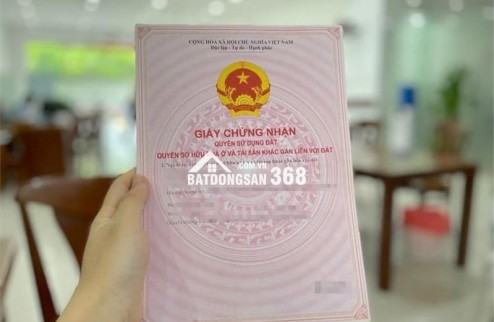 CỘNG HÒA XÃ HỘI CHỦ NGHĨA VIỆT NAM
Độc lập - Tự do - Hạnh phúc
GIẤY CHỨNG NHẬN
QUYỀN SỬ DỤNG ĐẤT
QUYỀN SỞ HỮU NHÀ Ở VÀ TÀI SẢN KHÁC GẮN LIỀN VỚI ĐẤT
.COM.VN
BATDONGSAN 368